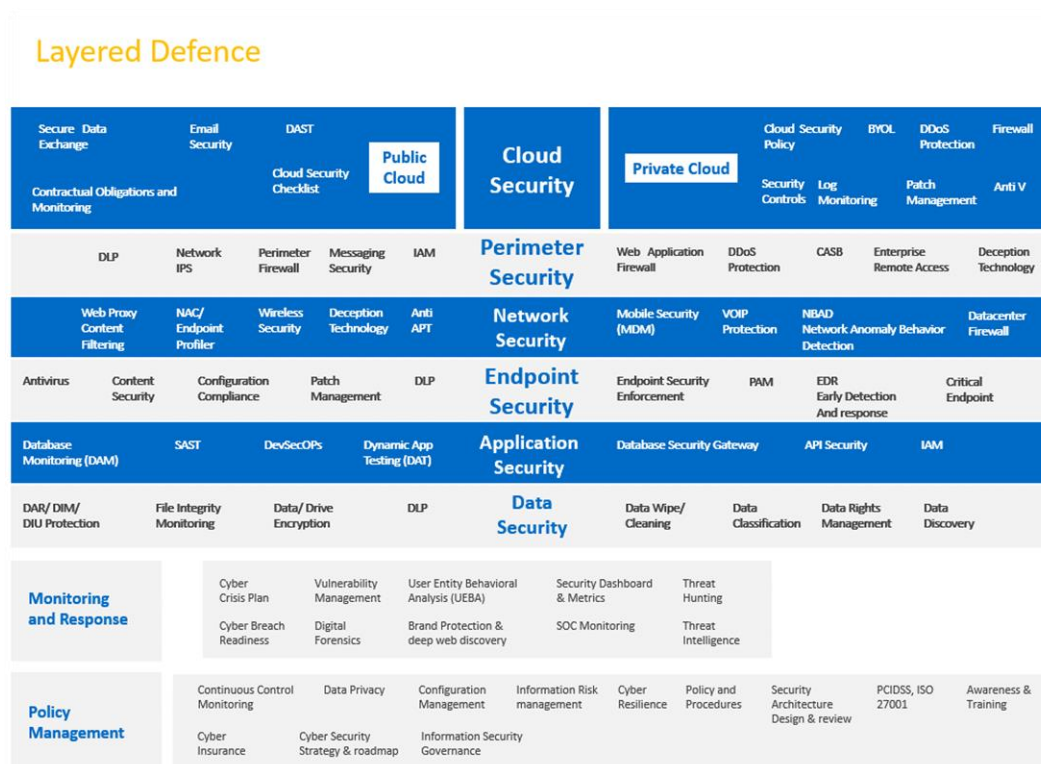 Layered Defence
Secure Data
Exchange
Email
Security
DAST
Cloud Security
Checklist
Contractual Obligations and
Monitoring
Public
Cloud
Cloud
Security
Private Cloud
Cloud Security
Policy
BYOL
DDoS
Protection
Firewall
Security
Controls
Log
Monitoring
Patch
Management
Anti V
DLP
Network
IPS
Perimeter
Firewall
Messaging
Security
IAM
Perimeter
Security
Web Application
Firewall
DDoS
Protection
CASB
Enterprise
Remote Access
Deception
Technology
Web Proxy
Content
Filtering
NAC/
Endpoint
Profiler
Wireless
Security
Deception
Technology
Anti
APT
Network
Security
Mobile Security
(MDM)
VOIP
Protection
NBAD
Network Anomaly Behavior
Detection
Datacenter
Firewall
Antivirus
Content
Security
Configuration
Compliance
Patch
Management
DLP
Endpoint
Security
Endpoint Security
Enforcement
PAM
EDR
Early Detection
And response
Critical
Endpoint
Database
Monitoring (DAM)
SAST
DevSecOPs
Dynamic App
Testing (DAT)
Application
Security
Database Security Gateway
API Security
IAM
DAR/ DIM/
DIU Protection
File Integrity
Monitoring
Data/ Drive
Encryption
DLP
Data
Security
Data Wipe/
Cleaning
Data
Classification
Data Rights
Management
Data
Discovery
Monitoring
and Response
Cyber
Crisis Plan
Vulnerability
Management
User Entity Behavioral
Analysis (UEBA)
Security Dashboard
& Metrics
Threat
Hunting
Cyber Breach
Readiness
Digital
Forensics
Brand Protection &
deep web discovery
SOC Monitoring
Threat
Intelligence
Policy
Management
Continuous Control
Monitoring
Data Privacy
Configuration
Management
Information Risk
management
Cyber
Resilience
Policy and
Procedures
Security
Architecture
Design & review
PCIDSS, ISO
27001
Awareness &
Training
Cyber
Insurance
Cyber Security
Strategy & roadmap
Information Security
Governance